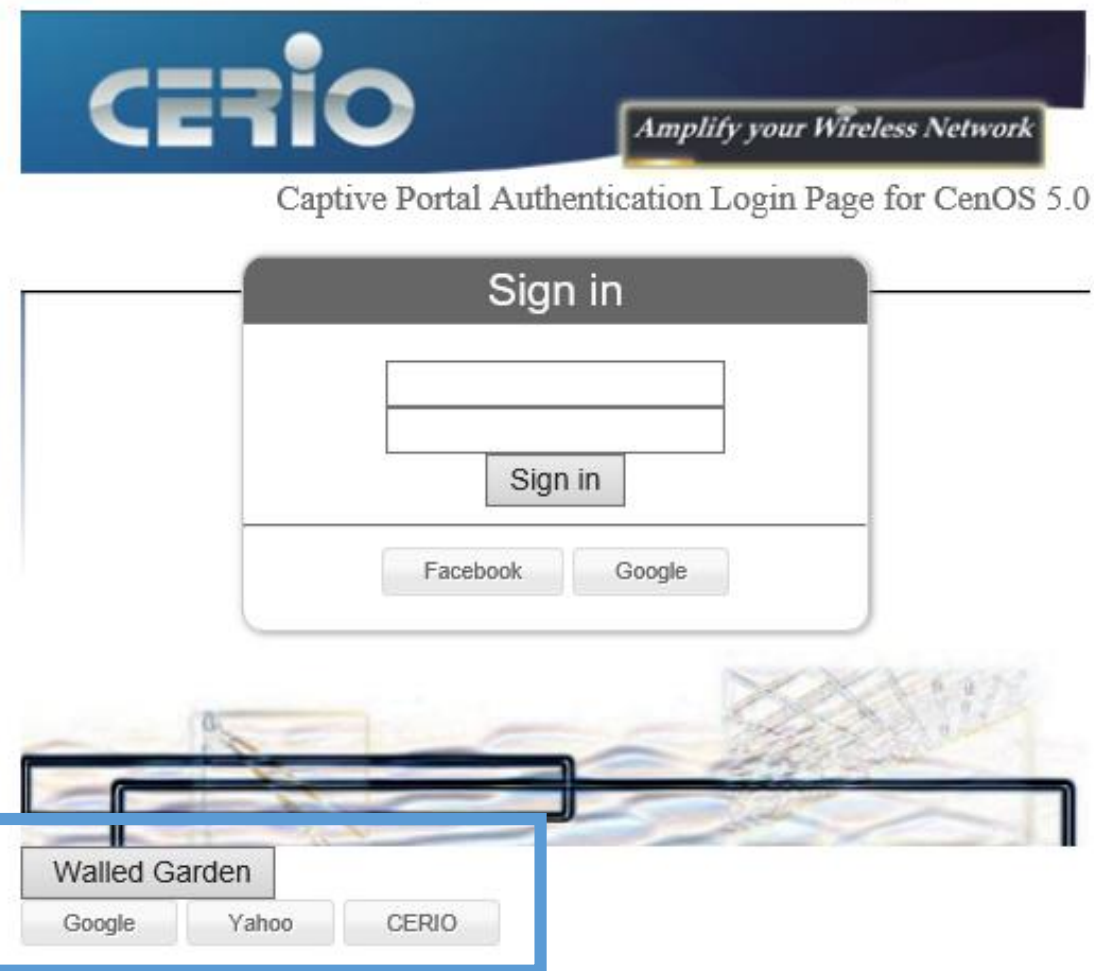 CERIO
Amplify your Wireless Network
Captive Portal Authentication Login Page for CenOS 5.0
Sign in
Sign in
Facebook Google
Walled Garden
Google Yahoo CERIO